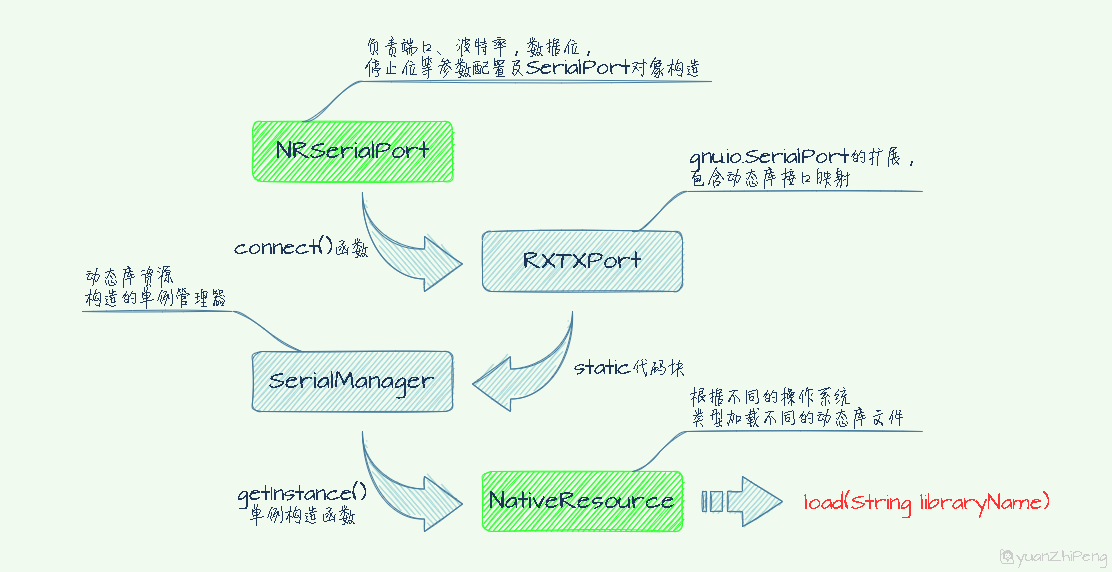 负责端口、波特率，数据位，
停止位等参数配置及SerialPort对象构造
NRSerialPort
gnu.io.SerialPort的扩展，
包含动态库接口映射
connect()函数
RXTXPort
动态库资源
构造的单例管理器
SerialManager
static代码块
根据不同的操作系统
类型加载不同的动态库文件
getInstance()
单例构造函数
NativeResource
load(String libraryName)
yuanZhiPeng